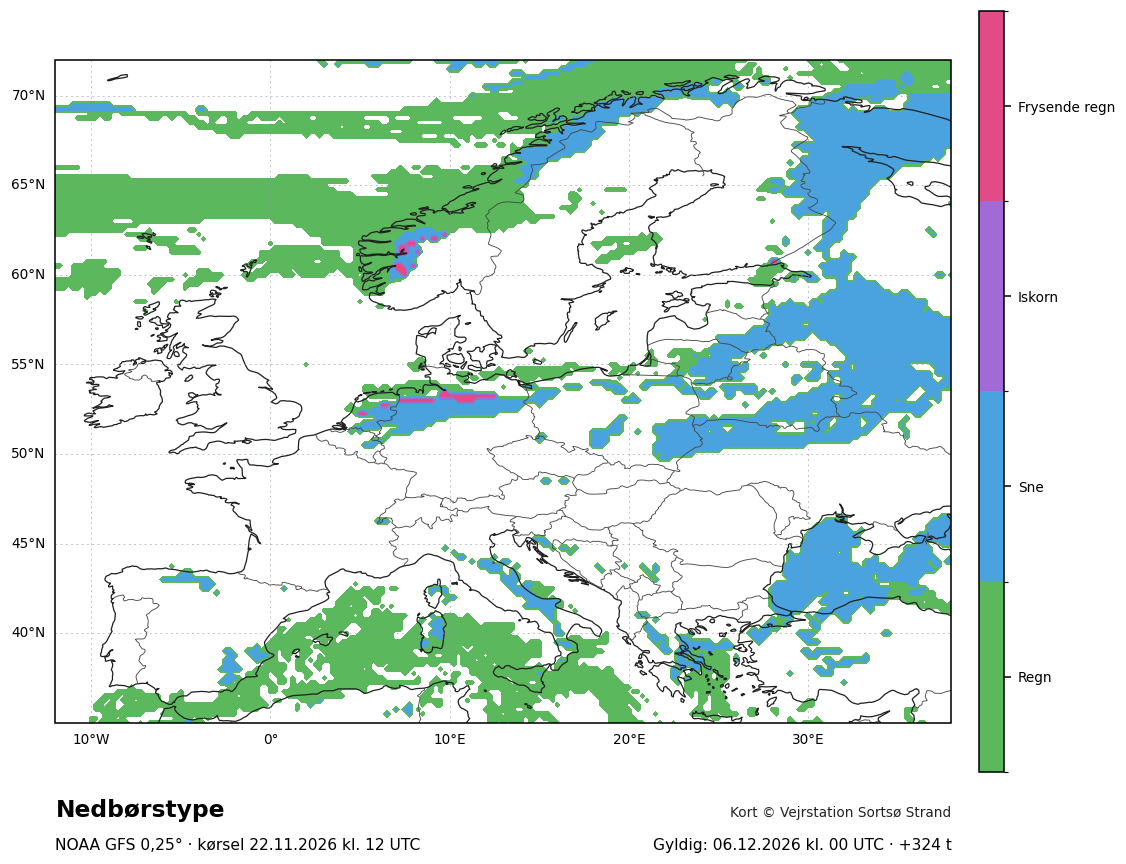 70°N
65°N
60°N
55°N
50°N
45°N
40°N
10°W
0°
10°E
20°E
30°E
Frysende regn
Iskorn
Sne
Regn
Nedbørstype
Kort © Vejrstation Sortsø Strand
NOAA GFS 0,25° · kørsel 22.11.2026 kl. 12 UTC
Gyldig: 06.12.2026 kl. 00 UTC · +324 t